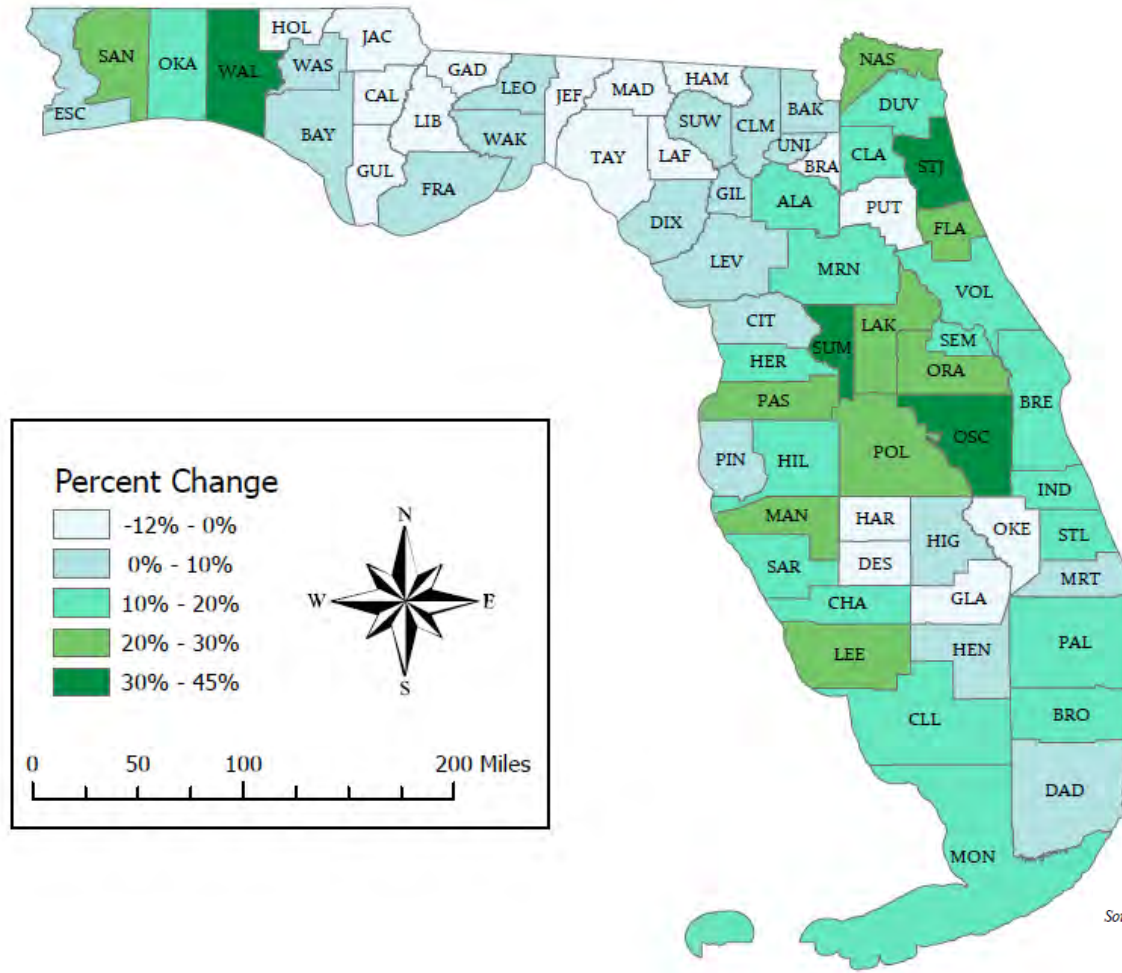 HOL
JAC
SAN
OKA
WAL
WAS
GAD
LEO
JEF
MAD
HAM
NAS
ESC
CAL
BAY
LIB
WAK
SUW
CLM
BAK
DUV
GUL
FRA
TAY
LAF
UNI
BRA
CLA
STJ
GIL
ALA
PUT
DIX
FLA
LEV
MRN
VOL
CIT
SUM
LAK
SEM
HER
ORA
PAS
BRE
PIN
HIL
POL
OSC
IND
MAN
HAR
HIG
OKE
STL
SAR
DES
MRT
CHA
GLA
LEE
HEN
PAL
CLL
BRO
DAD
MON
Percent Change
-12% - 0%
0% - 10%
10% - 20%
20% - 30%
30% - 45%
N
W
E
S
0 50 100 200 Miles